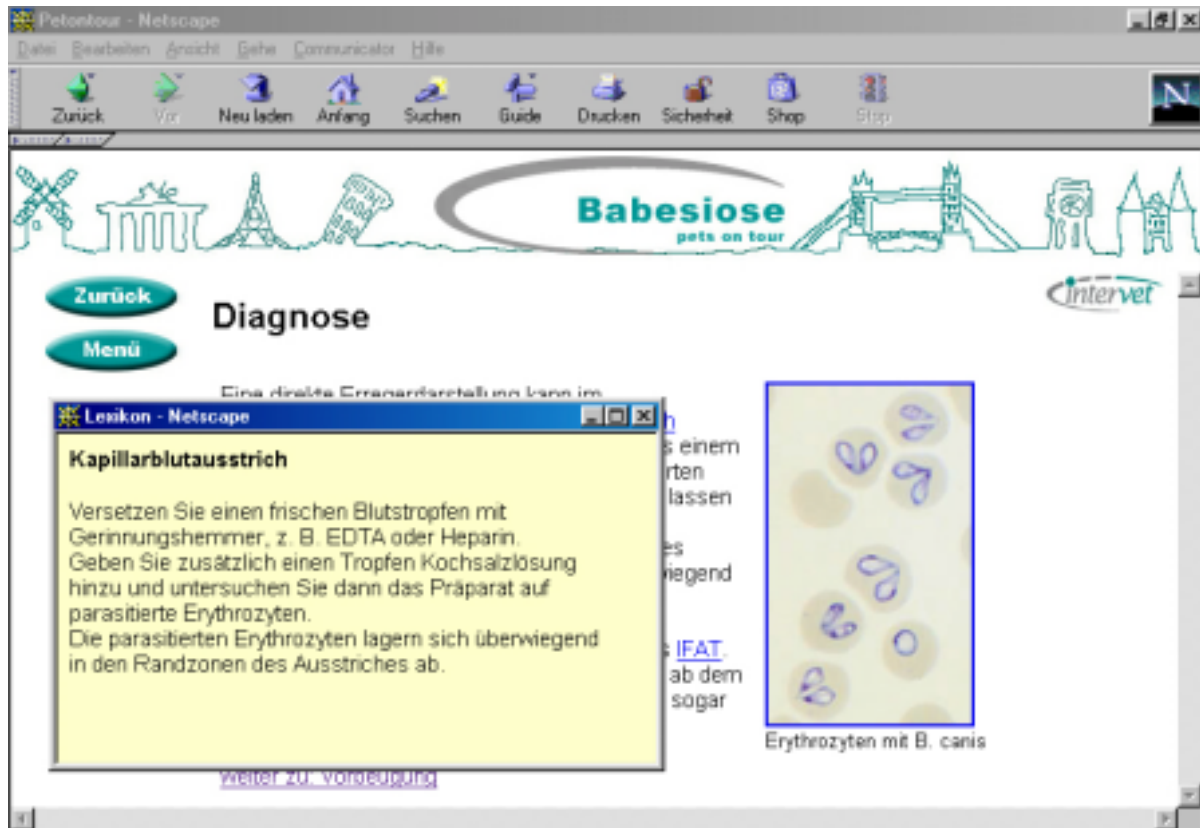 Petontour - Netscape
Datei Bearbeiten Ansicht Gehe Communicator Hilfe
Zurück Vor Neu laden Anfang Suchen Guide Drucken Sicherheit Shop Stop
N
Babesiose
pets on tour
Zurück
Menü
intervet
Diagnose
Eine direkte Erregerdarstellung kann im
h
s einem
rten
lassen
es
iegend
s IFAT.
ab dem
sogar
Lexikon - Netscape
Kapillarblutausstrich
Versetzen Sie einen frischen Blutstropfen mit
Gerinnungshemmer, z. B. EDTA oder Heparin.
Geben Sie zusätzlich einen Tropfen Kochsalzlösung
hinzu und untersuchen Sie dann das Präparat auf
parasitierte Erythrozyten.
Die parasitierten Erythrozyten lagern sich überwiegend
in den Randzonen des Ausstriches ab.
Erythrozyten mit B. canis
Weiter zu: Vorbeugung